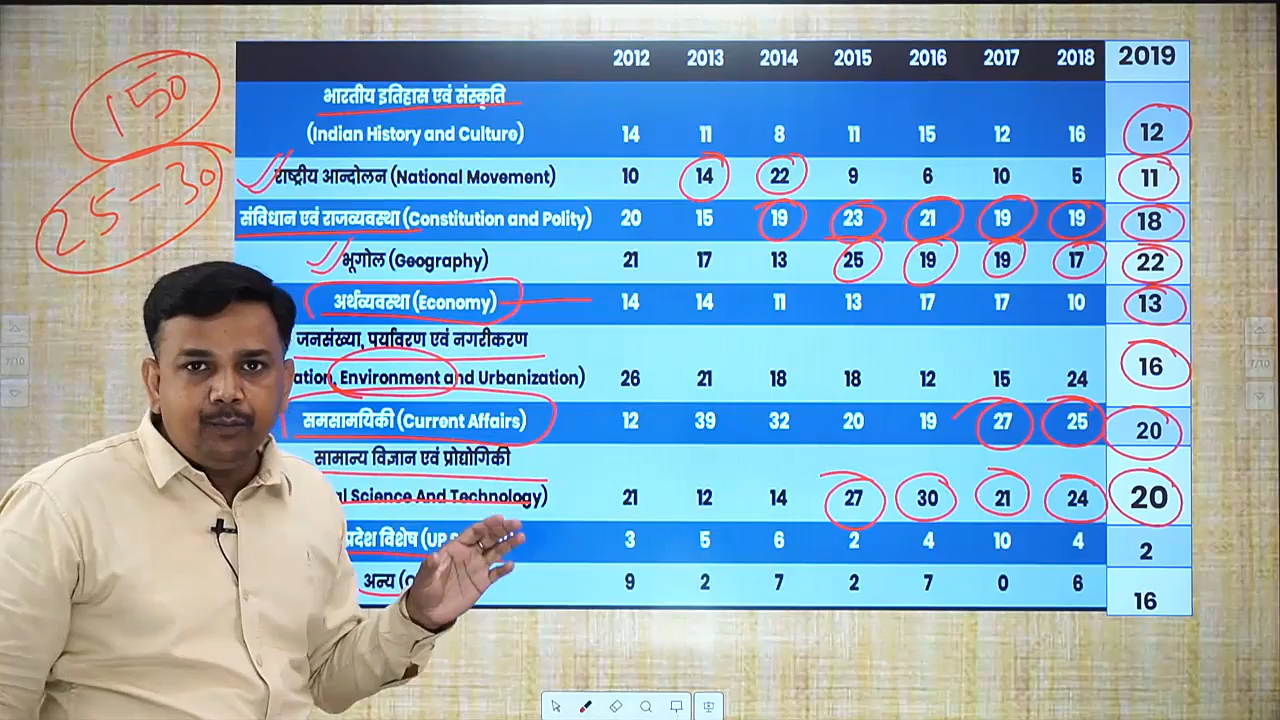 150
25-30
2012 2013 2014 2015 2016 2017 2018 2019
भारतीय इतिहास एवं संस्कृति
(Indian History and Culture) 14 11 8 11 15 12 16 12
राष्ट्रीय आन्दोलन (National Movement) 10 14 22 9 6 10 5 11
संविधान एवं राजव्यवस्था (Constitution and Polity) 20 15 19 23 21 19 19 18
भूगोल (Geography) 21 17 13 25 19 19 17 22
अर्थव्यवस्था (Economy) 14 14 11 13 17 17 10 13
जनसंख्या, पर्यावरण एवं नगरीकरण
Environment and Urbanization) 26 21 18 18 12 15 24 16
समसामयिकी (Current Affairs) 12 39 32 20 19 27 25 20
सामान्य विज्ञान एवं प्रोद्योगिकी
Science And Technology) 21 12 14 27 30 21 24 20
प्रदेश विशेष (UP 3 5 6 2 4 10 4 2
अन्य 9 2 7 2 7 0 6 16
7/10
7/10